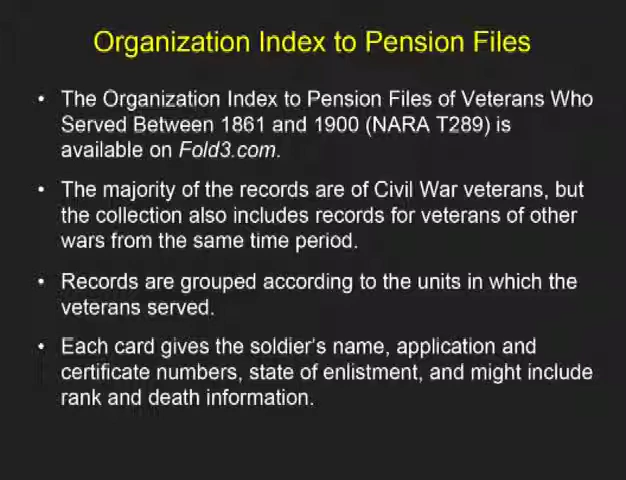 Organization Index to Pension Files
• The Organization Index to Pension Files of Veterans Who
Served Between 1861 and 1900 (NARA T289) is
available on Fold3.com.
• The majority of the records are of Civil War veterans, but
the collection also includes records for veterans of other
wars from the same time period.
• Records are grouped according to the units in which the
veterans served.
• Each card gives the soldier's name, application and
certificate numbers, state of enlistment, and might include
rank and death information.